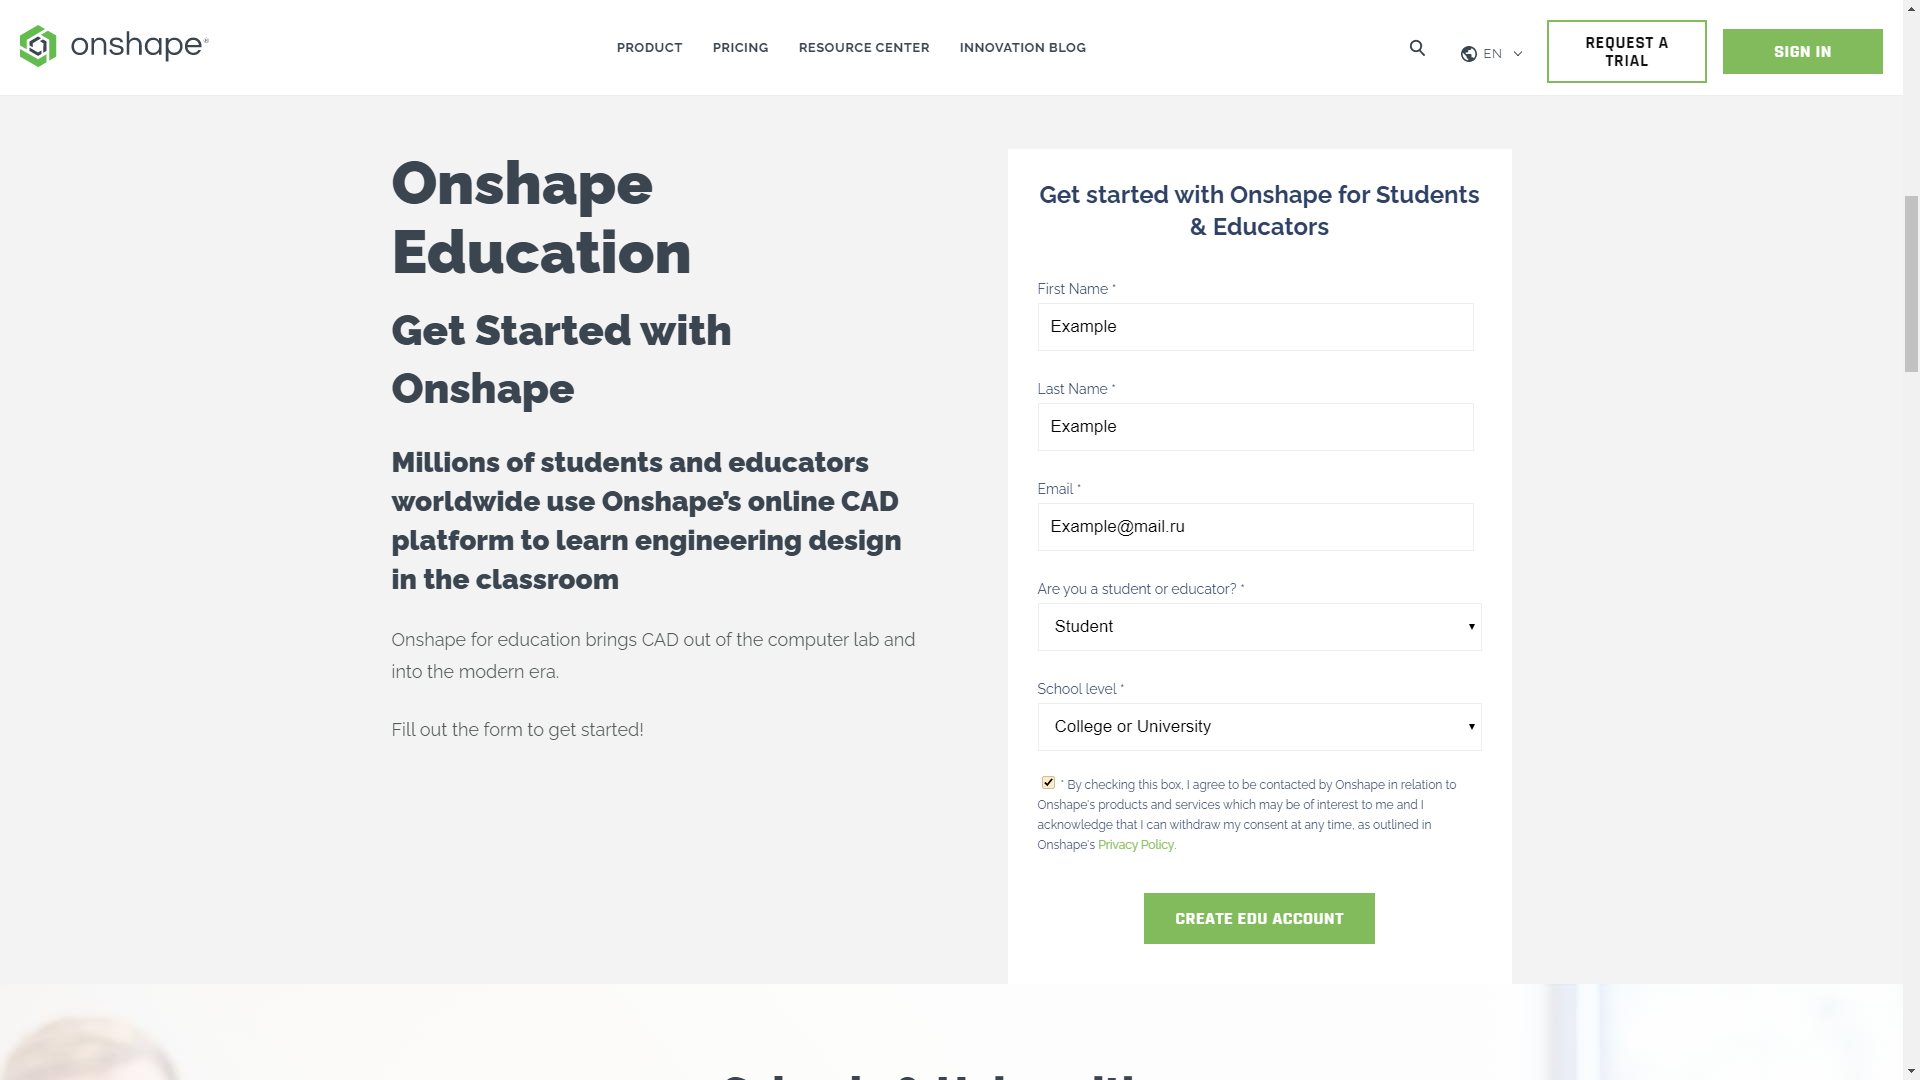 onshape®
PRODUCT
PRICING
RESOURCE CENTER
INNOVATION BLOG
EN
REQUEST A
TRIAL
SIGN IN
Onshape
Education
Get Started with
Onshape
Millions of students and educators
worldwide use Onshape’s online CAD
platform to learn engineering design
in the classroom
Onshape for education brings CAD out of the computer lab and
into the modern era.
Fill out the form to get started!
Get started with Onshape for Students
& Educators
First Name *
Example
Last Name *
Example
Email *
Example@mail.ru
Are you a student or educator? *
Student
School level *
College or University
* By checking this box, I agree to be contacted by Onshape in relation to
Onshape's products and services which may be of interest to me and I
acknowledge that I can withdraw my consent at any time, as outlined in
Onshape's Privacy Policy.
CREATE EDU ACCOUNT